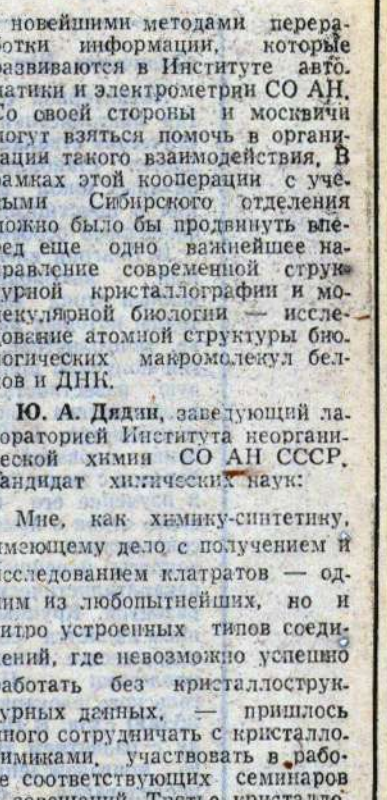 новейшими методами перера-
ботки информации, которые
развиваются в Институте авто-
матики и электрометрии СО АН.
Со своей стороны и москвичи
могут взяться помочь в органи-
зации такого взаимодействия. В
рамках этой кооперации с уче-
ными Сибирского отделения
можно было бы продвинуть впе-
ред еще одно важнейшее на-
правление современной струк-
турной кристаллографии и мо-
лекулярной биологии — иссле-
дование атомной структуры био-
логических макромолекул бел-
ков и ДНК.
Ю. А. Дядин, заведующий ла-
бораторией Института неоргани-
ческой химии СО АН СССР,
кандидат химических наук:
Мне, как химику-синтетику,
имеющему дело с получением и
исследованием клатратов — од-
ним из любопытнейших, но и
хитро устроенных типов соеди-
нений, где невозможно успешно
работать без кристаллострук-
турных данных, — пришлось
много сотрудничать с кристалло-
химиками, участвовать в рабо-
те соответствующих семинаров
и совещаний. Третье кристалло-